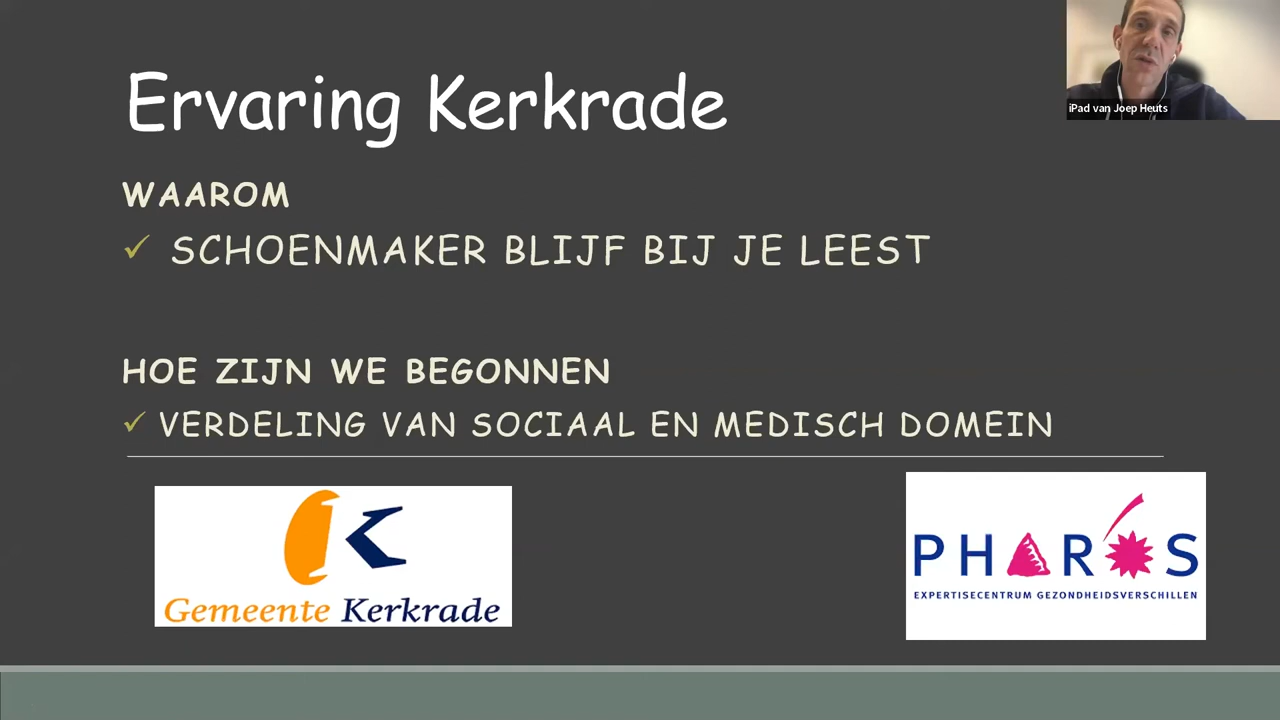 Ervaring Kerkrade
iPad van Joep Heuts
WAAROM
✓ SCHOENMAKER BLIJF BIJ JE LEEST
HOE ZIJN WE BEGONNEN
✓ VERDELING VAN SOCIAAL EN MEDISCH DOMEIN
Gemeente Kerkrade
PHAROS
EXPERTISECENTRUM GEZONDHEIDSVERSCHILLEN